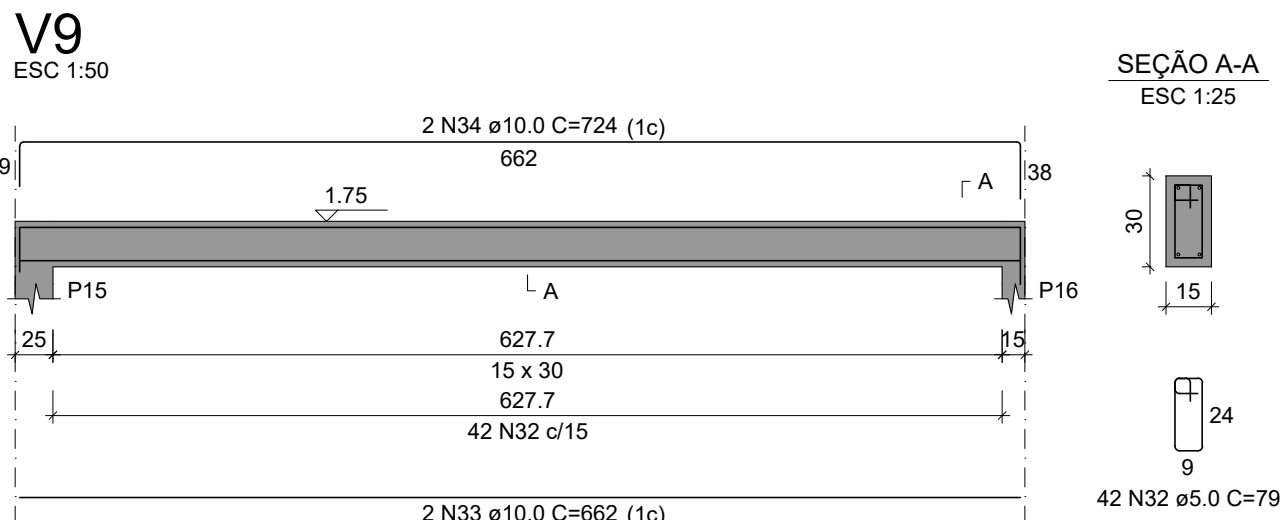 V9
ESC 1:50
SEÇÃO A-A
ESC 1:25
2 N34 ø10.0 C=724 (1c)
662
9
38
A
1.75
30
15
A
P15
P16
25
627.7
15
15 x 30
627.7
42 N32 c/15
24
9
42 N32 ø5.0 C=79
2 N33 ø10.0 C=662 (1c)